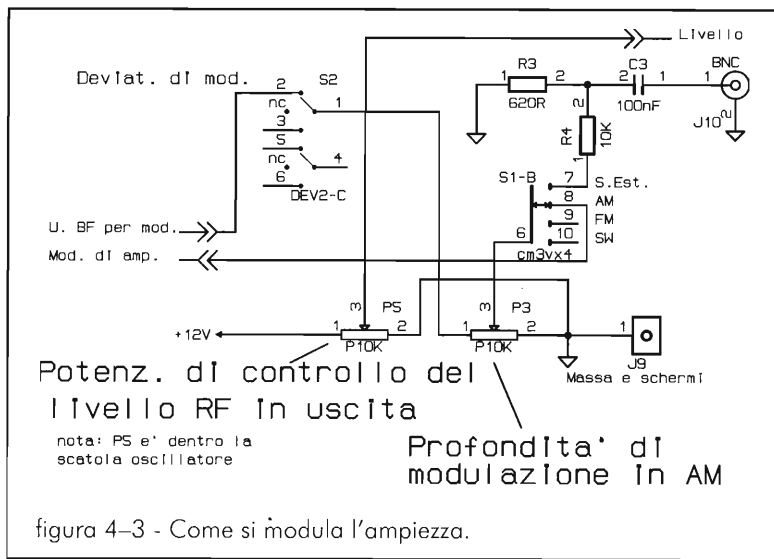 Livello
Deviat. di mod.
2 S2
nc
1
3
5
nc
4
6
DEV2-C
R3
1 2
620R
C3
2 1
100nF
BNC
1
J10
2
2
R4
10K
1
S1-B
7 S.Est.
8 AM
9 FM
10 SW
6
cm3vx4
U. BF per mod.
Mod. di amp.
3 P5
+12V
1 2
P10K
3 P3
1 2
P10K
1
J9
Massa e schermi
Potenz. di controllo del
livello RF in uscita
nota: P5 e' dentro la
scatola oscillatore
Profondita' di
modulazione in AM
figura 4–3 - Come si modula l'ampiezza.